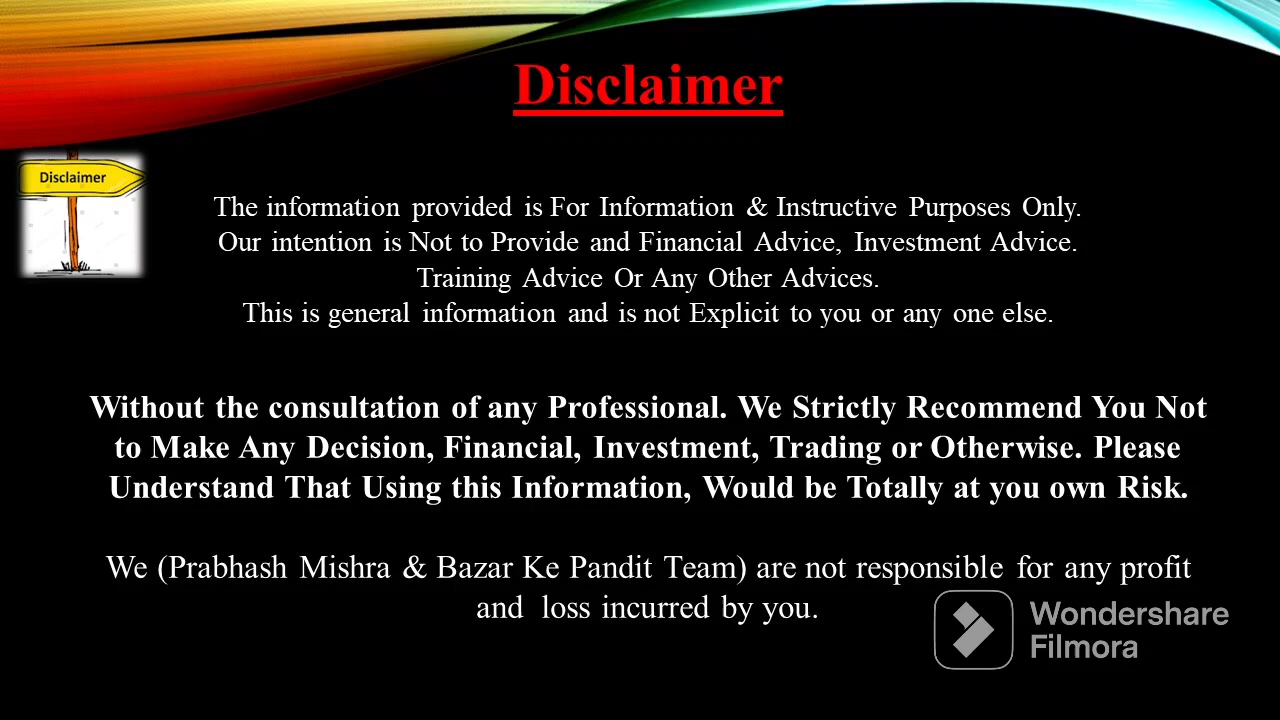 Disclaimer
Disclaimer
The information provided is For Information & Instructive Purposes Only.
Our intention is Not to Provide and Financial Advice, Investment Advice.
Training Advice Or Any Other Advices.
This is general information and is not Explicit to you or any one else.
Without the consultation of any Professional. We Strictly Recommend You Not
to Make Any Decision, Financial, Investment, Trading or Otherwise. Please
Understand That Using this Information, Would be Totally at you own Risk.
We (Prabhash Mishra & Bazar Ke Pandit Team) are not responsible for any profit
and loss incurred by you.
Wondershare
Filmora